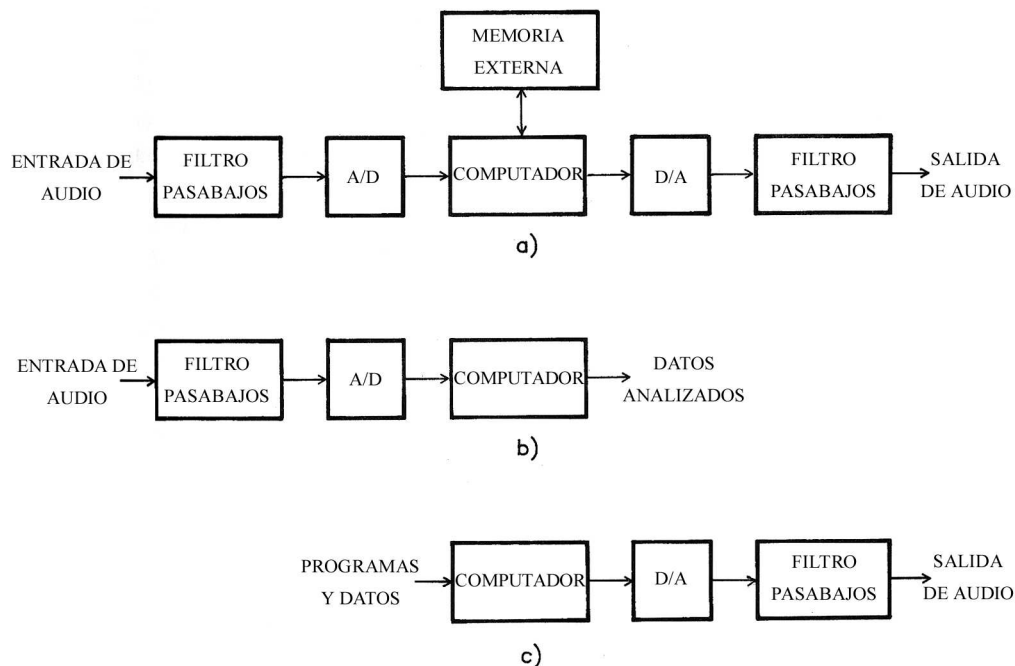 MEMORIA
EXTERNA
ENTRADA DE
AUDIO
FILTRO
PASABAJOS
A/D
COMPUTADOR
D/A
FILTRO
PASABAJOS
SALIDA
DE AUDIO
a)
ENTRADA DE
AUDIO
FILTRO
PASABAJOS
A/D
COMPUTADOR
DATOS
ANALIZADOS
b)
PROGRAMAS
Y DATOS
COMPUTADOR
D/A
FILTRO
PASABAJOS
SALIDA
DE AUDIO
c)